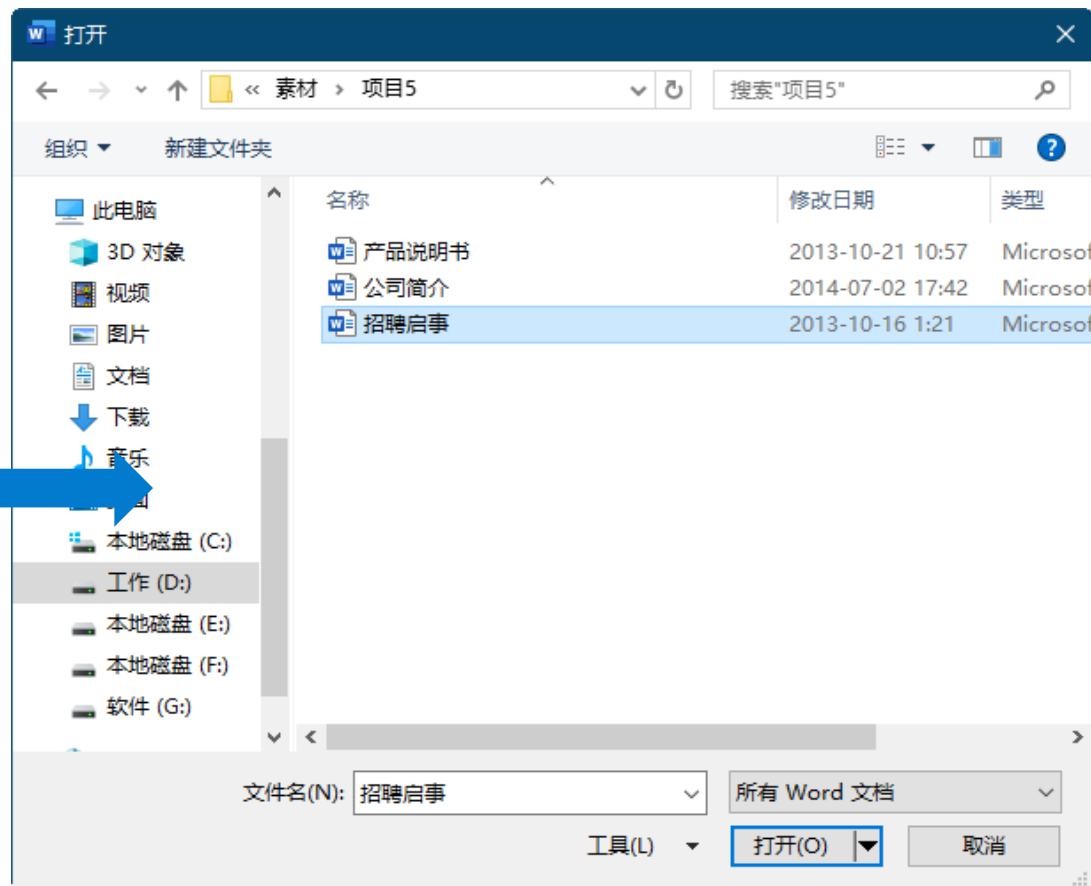 打开
« 素材 › 项目5
搜索"项目5"
组织
新建文件夹
名称
修改日期
类型
此电脑
3D 对象
视频
图片
文档
下载
音乐
本地磁盘 (C:)
工作 (D:)
本地磁盘 (E:)
本地磁盘 (F:)
软件 (G:)
产品说明书 2013-10-21 10:57 Microsof
公司简介 2014-07-02 17:42 Microsof
招聘启事 2013-10-16 1:21 Microsof
文件名(N): 招聘启事
所有 Word 文档
工具(L)
打开(O)
取消